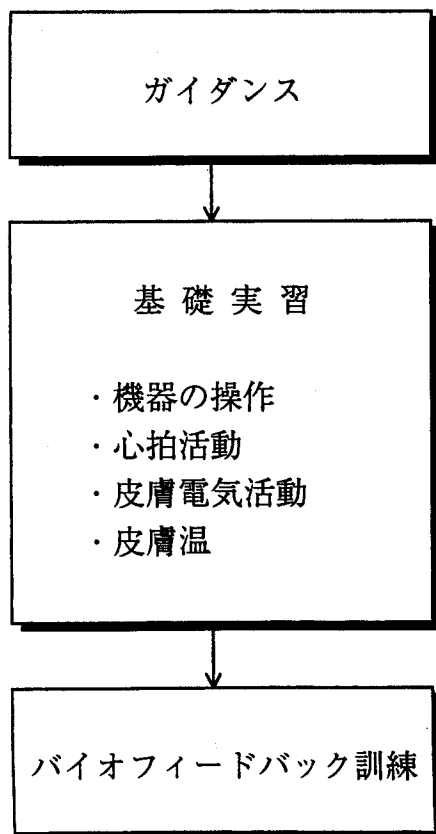 ガイダンス
基礎実習
・機器の操作
・心拍活動
・皮膚電気活動
・皮膚温
バイオフィードバック訓練